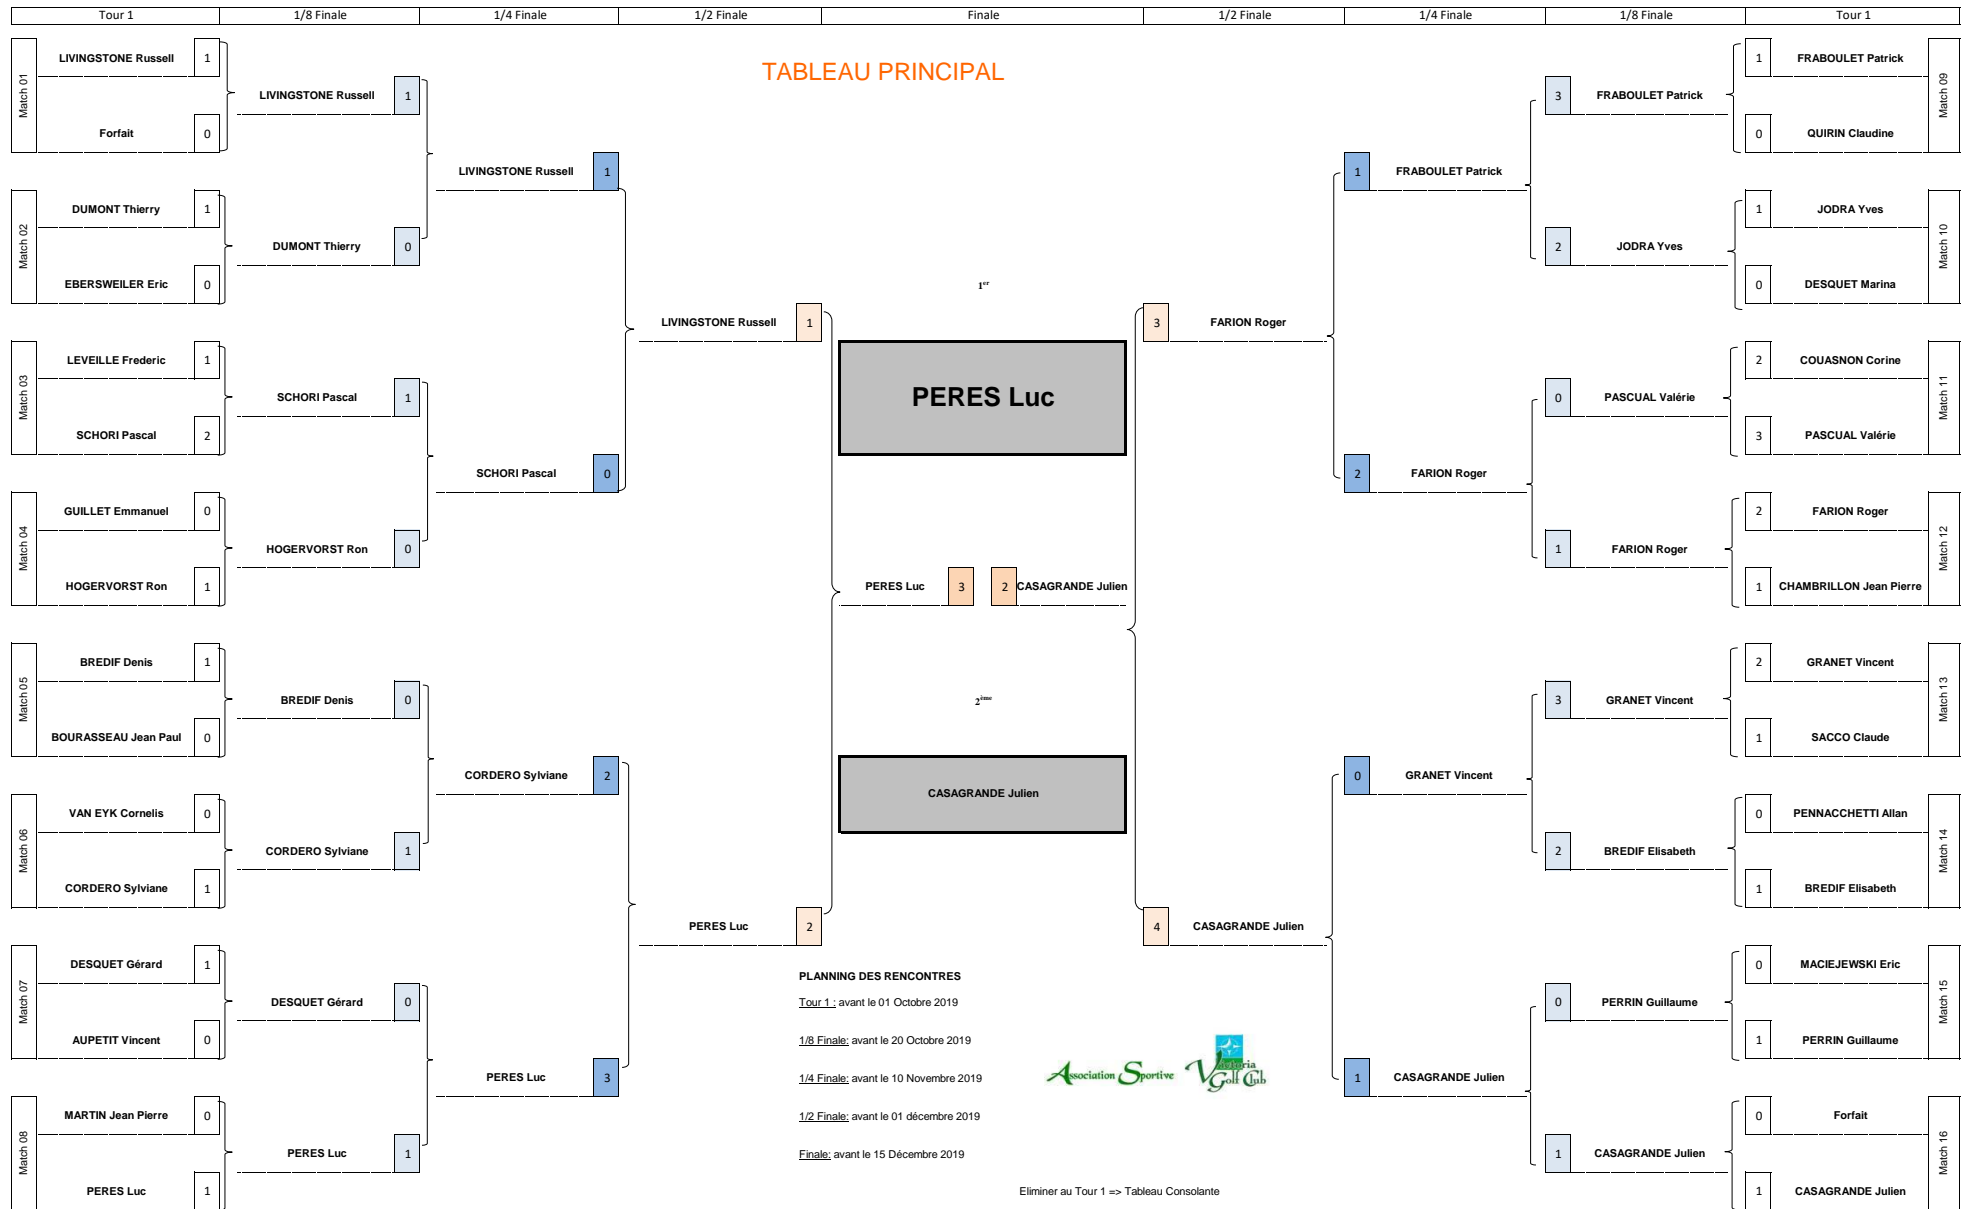 Tour 1 1/8 Finale 1/4 Finale 1/2 Finale Finale 1/2 Finale 1/4 Finale 1/8 Finale Tour 1
TABLEAU PRINCIPAL
Match 01
LIVINGSTONE Russell 1
Forfait 0
Match 02
DUMONT Thierry 1
EBERSWEILER Eric 0
Match 03
LEVEILLE Frederic 1
SCHORI Pascal 2
Match 04
GUILLET Emmanuel 0
HOGERVORST Ron 1
Match 05
BREDIF Denis 1
BOURASSEAU Jean Paul 0
Match 06
VAN EYK Cornelis 0
CORDERO Sylviane 1
Match 07
DESQUET Gérard 1
AUPETIT Vincent 0
Match 08
MARTIN Jean Pierre 0
PERES Luc 1
LIVINGSTONE Russell 1
DUMONT Thierry 0
SCHORI Pascal 1
HOGERVORST Ron 0
BREDIF Denis 0
CORDERO Sylviane 1
DESQUET Gérard 0
PERES Luc 1
LIVINGSTONE Russell 1
SCHORI Pascal 0
CORDERO Sylviane 2
PERES Luc 3
LIVINGSTONE Russell 1
PERES Luc 2
1er
PERES Luc
PERES Luc 3 2 CASAGRANDE Julien
2ème
CASAGRANDE Julien
PLANNING DES RENCONTRES
Tour 1 : avant le 01 Octobre 2019
1/8 Finale: avant le 20 Octobre 2019
1/4 Finale: avant le 10 Novembre 2019
1/2 Finale: avant le 01 décembre 2019
Finale: avant le 15 Décembre 2019
Association Sportive
Victoria
Golf Club
Eliminer au Tour 1 => Tableau Consolante
3 FARION Roger
4 CASAGRANDE Julien
1 FRABOULET Patrick
2 FARION Roger
0 GRANET Vincent
1 CASAGRANDE Julien
3 FRABOULET Patrick
2 JODRA Yves
0 PASCUAL Valérie
1 FARION Roger
3 GRANET Vincent
2 BREDIF Elisabeth
0 PERRIN Guillaume
1 CASAGRANDE Julien
1 FRABOULET Patrick
0 QUIRIN Claudine
Match 09
1 JODRA Yves
0 DESQUET Marina
Match 10
2 COUASNON Corine
3 PASCUAL Valérie
Match 11
2 FARION Roger
1 CHAMBRILLON Jean Pierre
Match 12
2 GRANET Vincent
1 SACCO Claude
Match 13
0 PENNACCHETTI Allan
1 BREDIF Elisabeth
Match 14
0 MACIEJEWSKI Eric
1 PERRIN Guillaume
Match 15
0 Forfait
1 CASAGRANDE Julien
Match 16